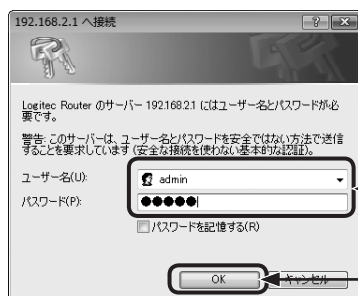 192.168.2.1 へ接続
Logitec Router のサーバー 192.168.2.1 にはユーザー名とパスワードが必
要です。
警告: このサーバーは、ユーザー名とパスワードを安全ではない方法で送信
することを要求しています (安全な接続を使わない基本的な認証)。
ユーザー名(U):
admin
パスワード(P):
●●●●●
パスワードを記憶する(R)
OK
キャンセル